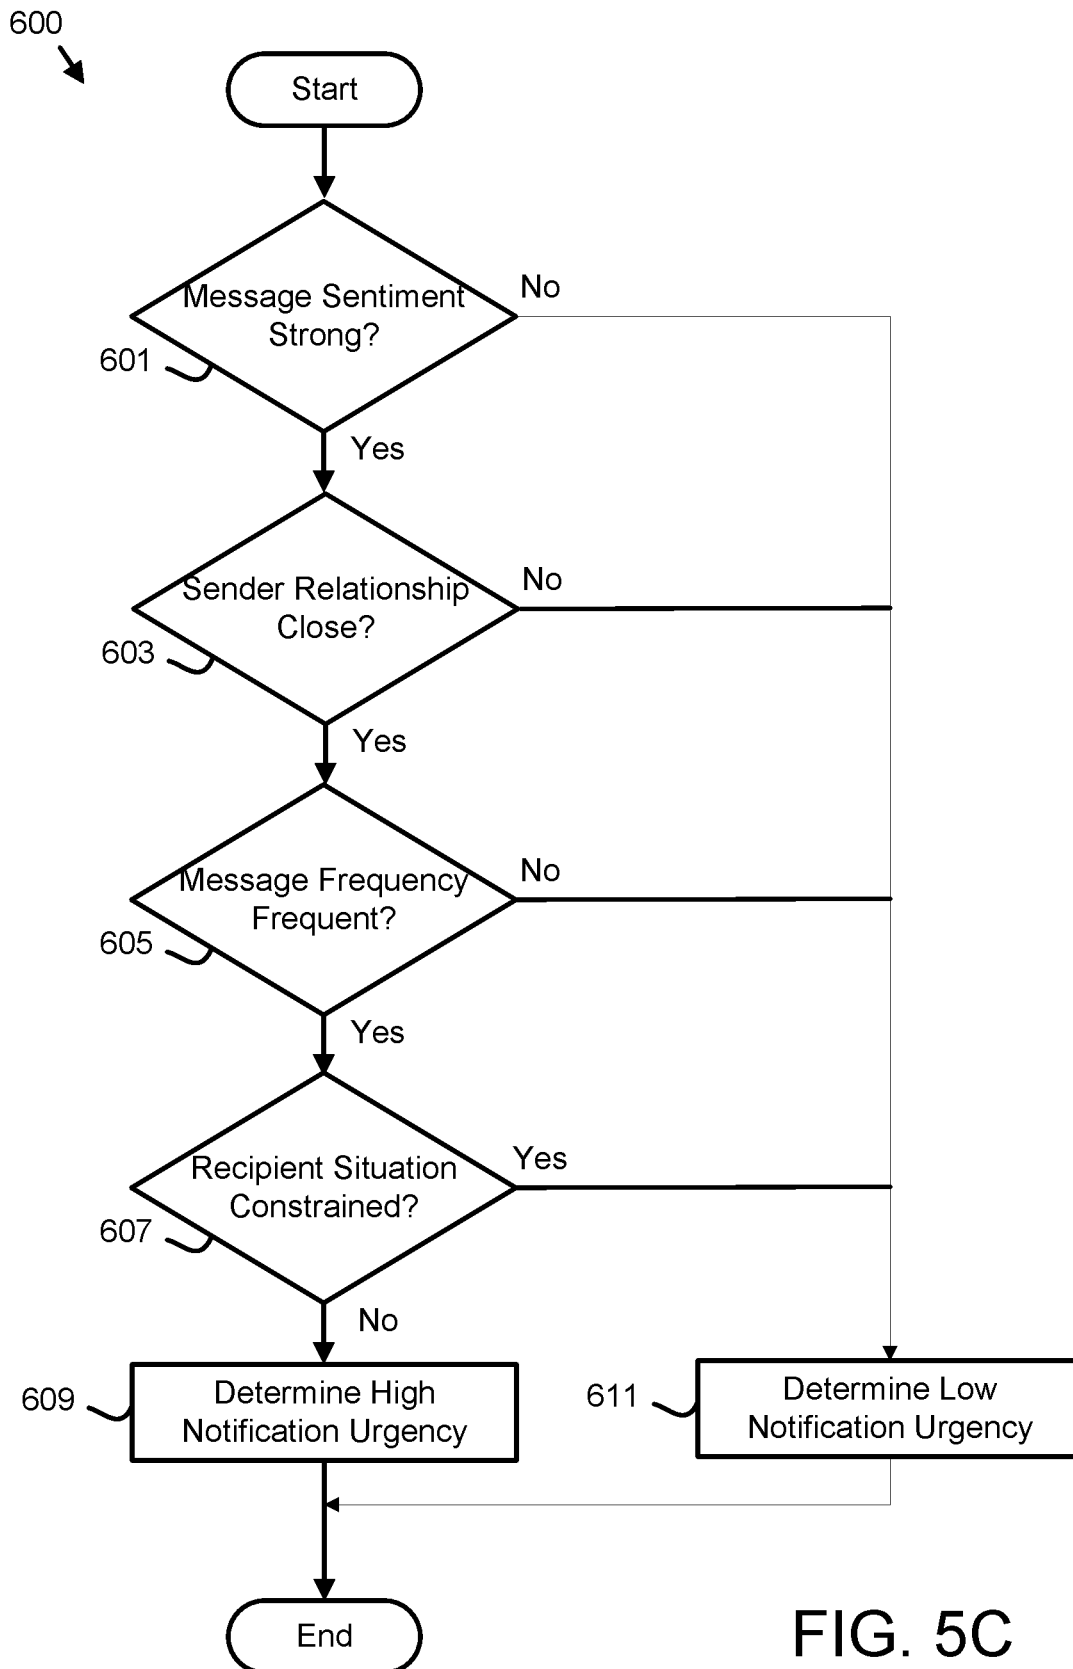 600
Start
Message Sentiment
Strong?
No
601
Yes
Sender Relationship
Close?
No
603
Yes
Message Frequency
Frequent?
No
605
Yes
Recipient Situation
Constrained?
Yes
607
No
609
Determine High
Notification Urgency
611
Determine Low
Notification Urgency
End
FIG. 5C